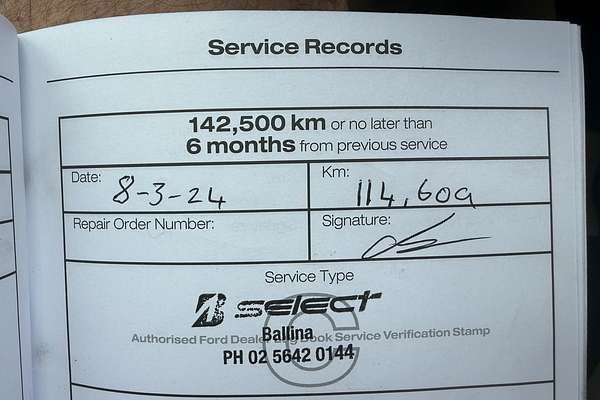 Service Records
142,500 km or no later than
6 months from previous service
Date: 8-3-24
Km: 114,609
Repair Order Number:
Signature:
Service Type
B SELECT
Ballina
Authorised Ford Dealer Log Book Service Verification Stamp
PH 02 5642 0144
C